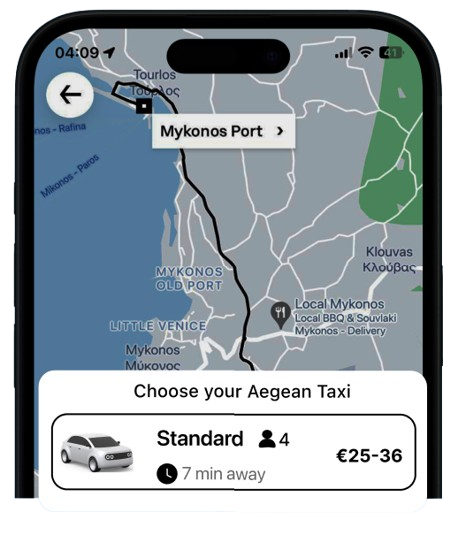 04:09
41
Tourlos
Τούρλος
nos - Rafina
Mykonos Port ›
Mikonos - Paros
Klouvas
Κλούβας
MYKONOS
OLD PORT
Local Mykonos
Local BBQ & Souvlaki
Mykonos - Delivery
LITTLE VENICE
Mykonos
Μύκονος
Choose your Aegean Taxi
Standard 4
€25-36
7 min away